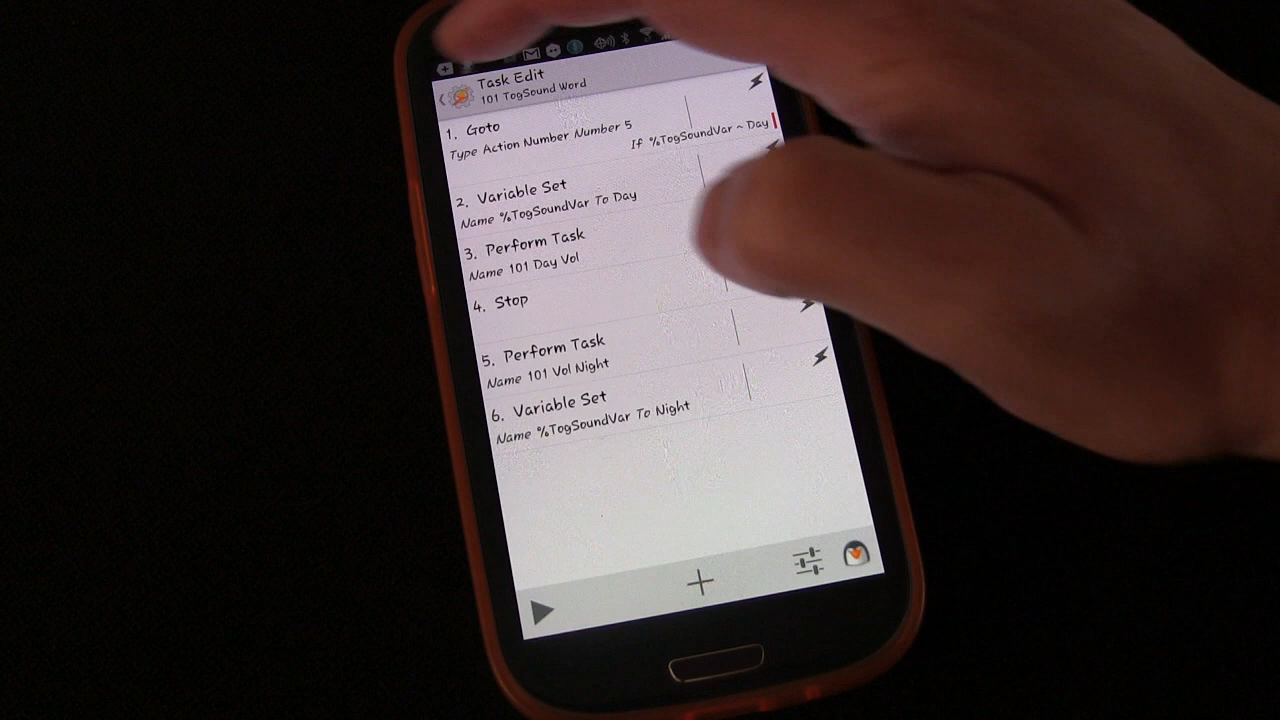 Task Edit
101 TogSound Word
1. Goto
Type Action Number Number 5
If %TogSoundVar ~ Day
2. Variable Set
Name %TogSoundVar To Day
3. Perform Task
Name 101 Day Vol
4. Stop
5. Perform Task
Name 101 Vol Night
6. Variable Set
Name %TogSoundVar To Night